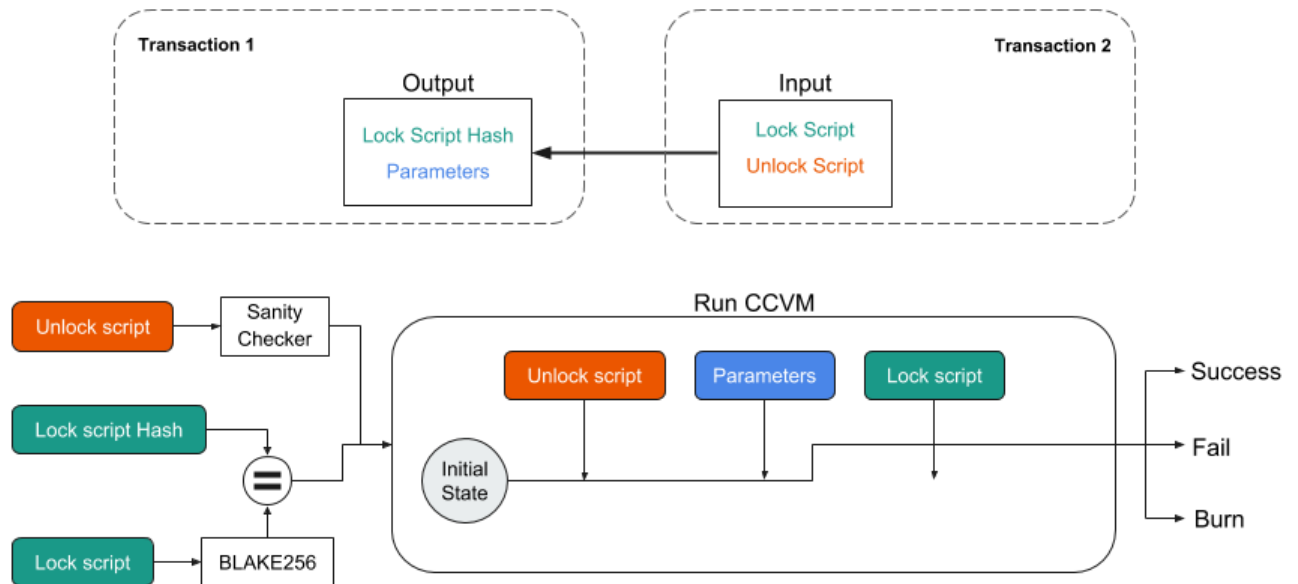 Transaction 1
Transaction 2
Output
Input
Lock Script Hash
Parameters
Lock Script
Unlock Script
Run CCVM
Unlock script
Sanity
Checker
Unlock script
Parameters
Lock script
Success
Lock script Hash
Initial
State
Fail
Burn
Lock script
BLAKE256